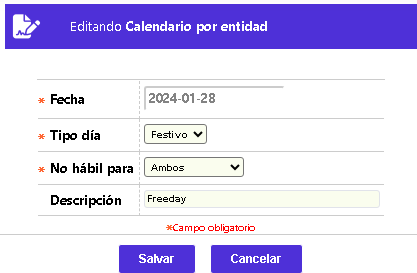 Editando Calendario por entidad
* Fecha 2024-01-28
* Tipo día Festivo
* No hábil para Ambos
Descripción Freeday
*Campo obligatorio
Salvar Cancelar